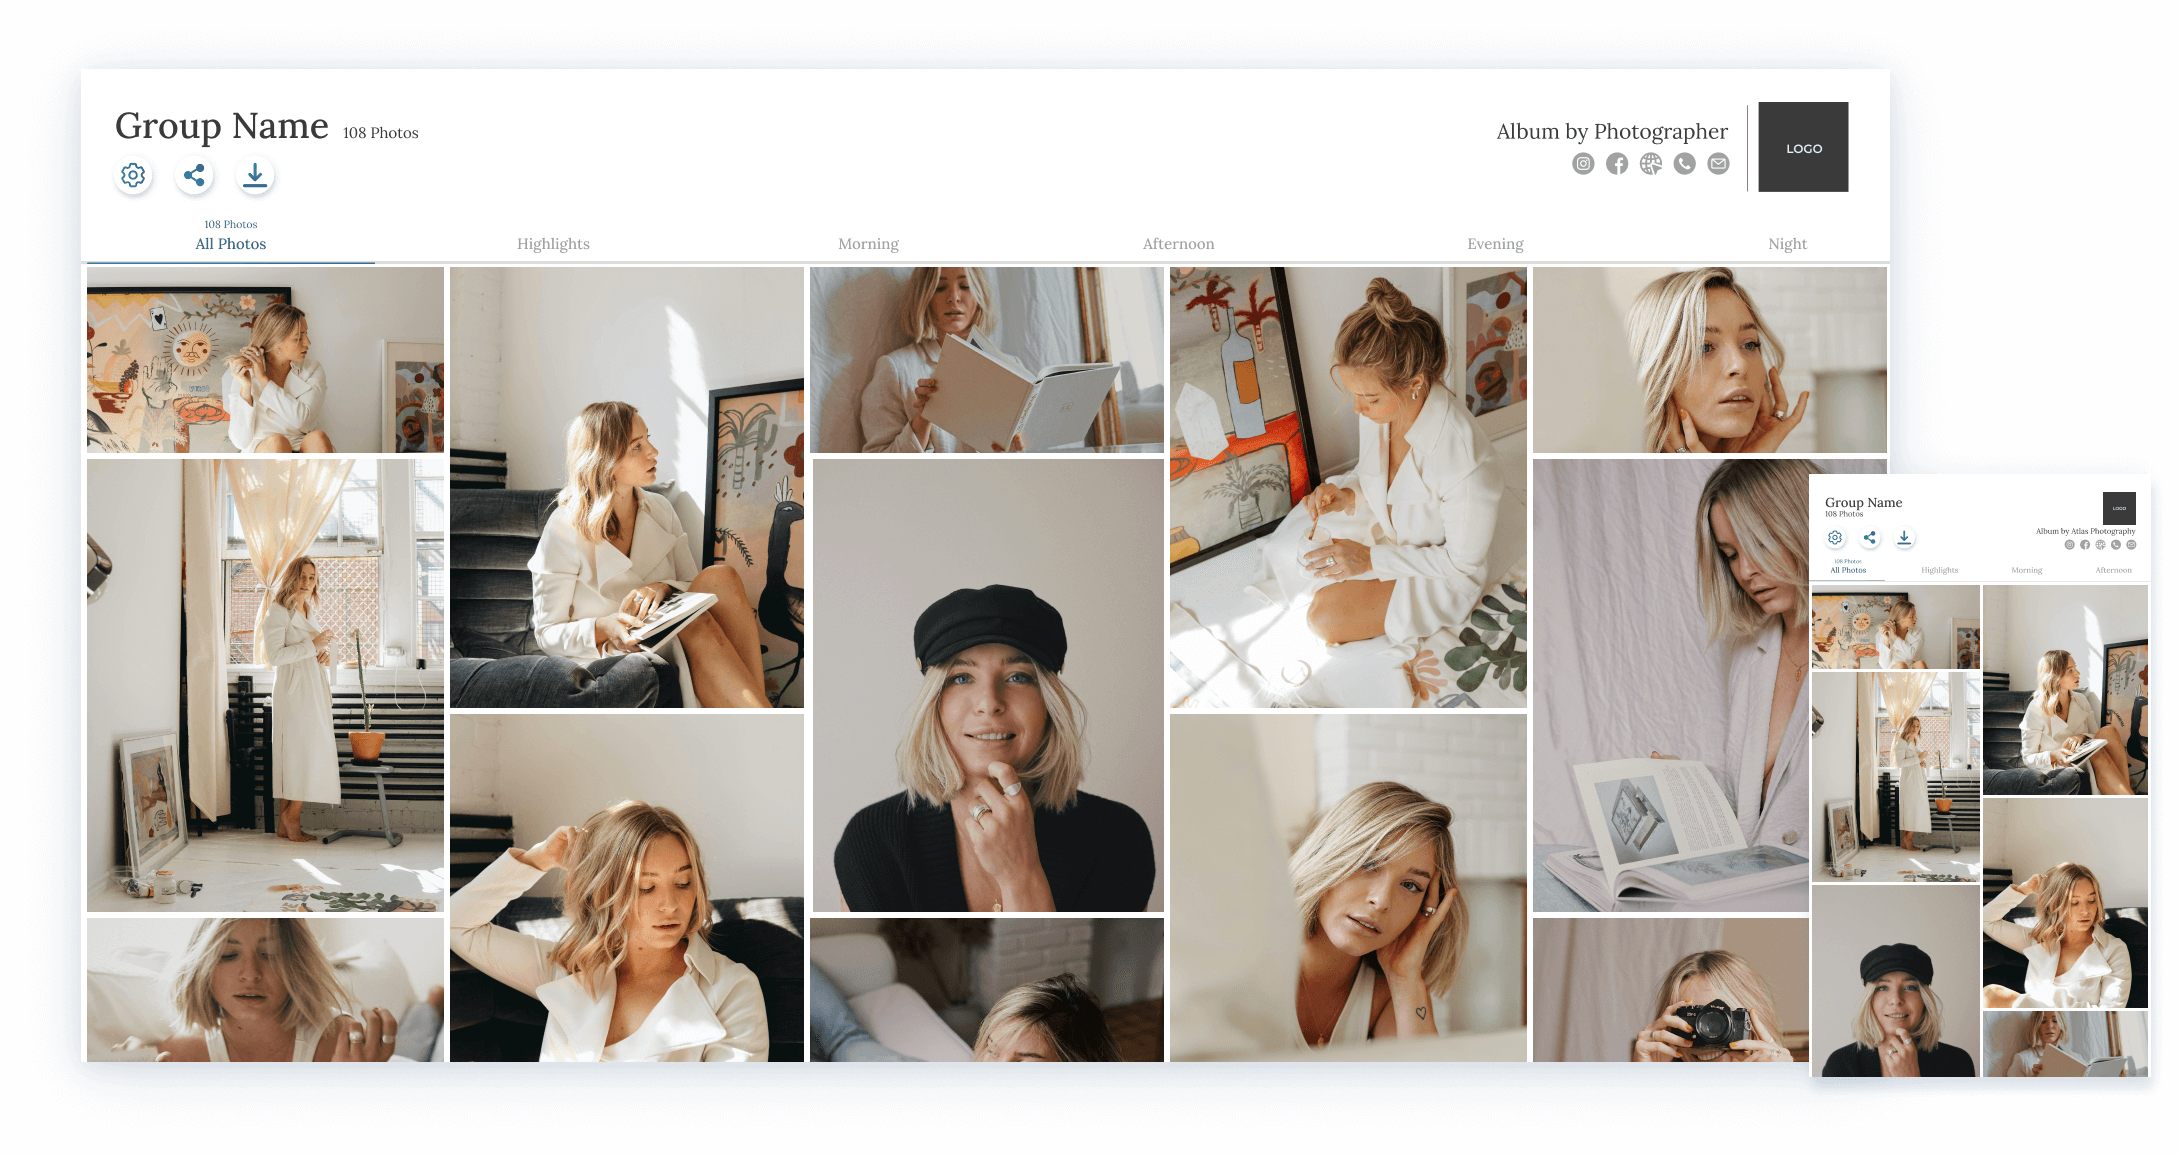 Group Name 108 Photos
Album by Photographer
LOGO
108 Photos
All Photos Highlights Morning Afternoon Evening Night
Group Name
108 Photos
LOGO
Album by Atlas Photography
108 Photos
All Photos Highlights Morning Afternoon